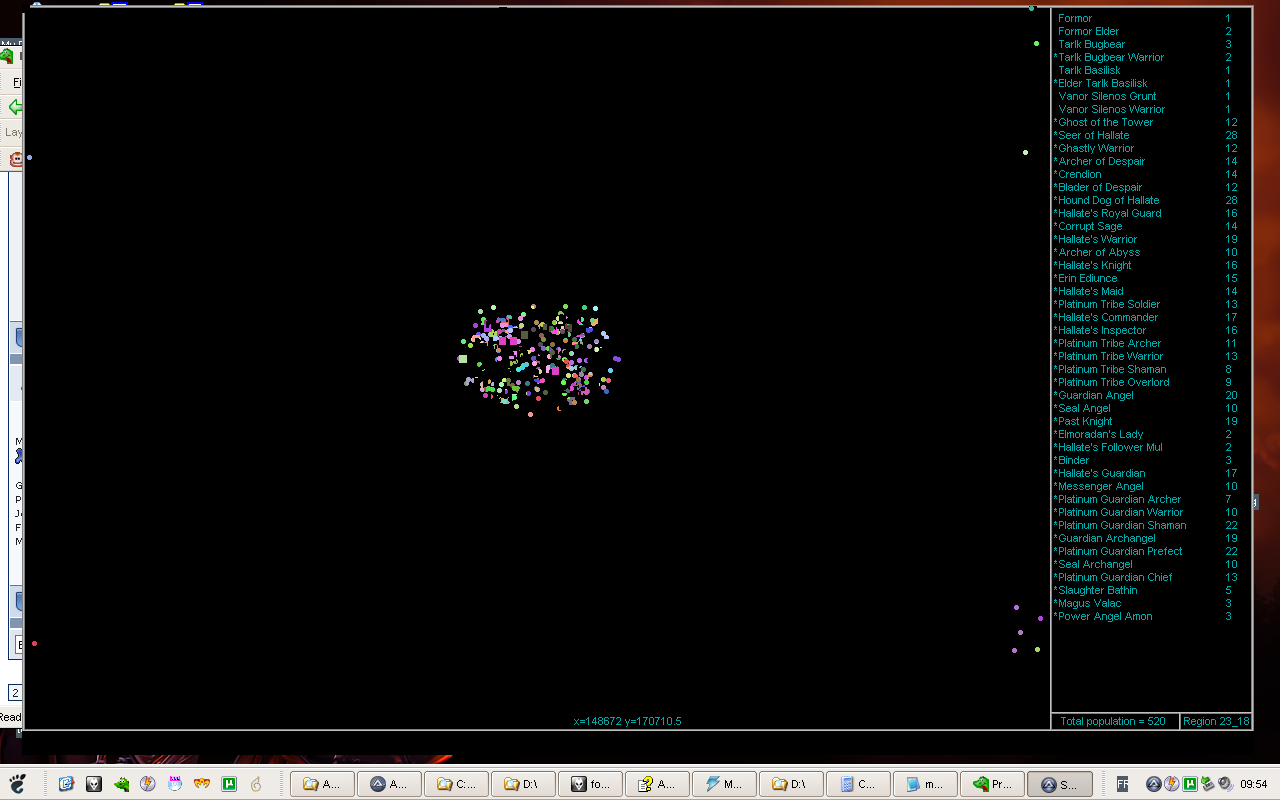 Formor 1
Formor Elder 2
Tarlk Bugbear 3
*Tarlk Bugbear Warrior 2
Tarlk Basilisk 1
*Elder Tarlk Basilisk 1
Vanor Silenos Grunt 1
Vanor Silenos Warrior 1
*Ghost of the Tower 12
*Seer of Hallate 28
*Ghastly Warrior 12
*Archer of Despair 14
*Crendion 14
*Blader of Despair 12
*Hound Dog of Hallate 28
*Hallate's Royal Guard 16
*Corrupt Sage 14
*Hallate's Warrior 19
*Archer of Abyss 10
*Hallate's Knight 16
*Erin Ediunce 15
*Hallate's Maid 14
*Platinum Tribe Soldier 13
*Hallate's Commander 17
*Hallate's Inspector 16
*Platinum Tribe Archer 11
*Platinum Tribe Warrior 13
*Platinum Tribe Shaman 8
*Platinum Tribe Overlord 9
*Guardian Angel 20
*Seal Angel 10
*Past Knight 19
*Elmoradan's Lady 2
*Hallate's Follower Mul 2
*Binder 3
*Hallate's Guardian 17
*Messenger Angel 10
*Platinum Guardian Archer 7
*Platinum Guardian Warrior 10
*Platinum Guardian Shaman 22
*Guardian Archangel 19
*Platinum Guardian Prefect 22
*Seal Archangel 10
*Platinum Guardian Chief 13
*Slaughter Bathin 5
*Magus Valac 3
*Power Angel Amon 3
x=148672 y=170710.5
Total population = 520 Region 23_18
Fi
Lay
M
G
P
F
M
2
Read
A... A... C:... D:\ fo... A... M... D:\ C... m... Pr... S... FR 09:54